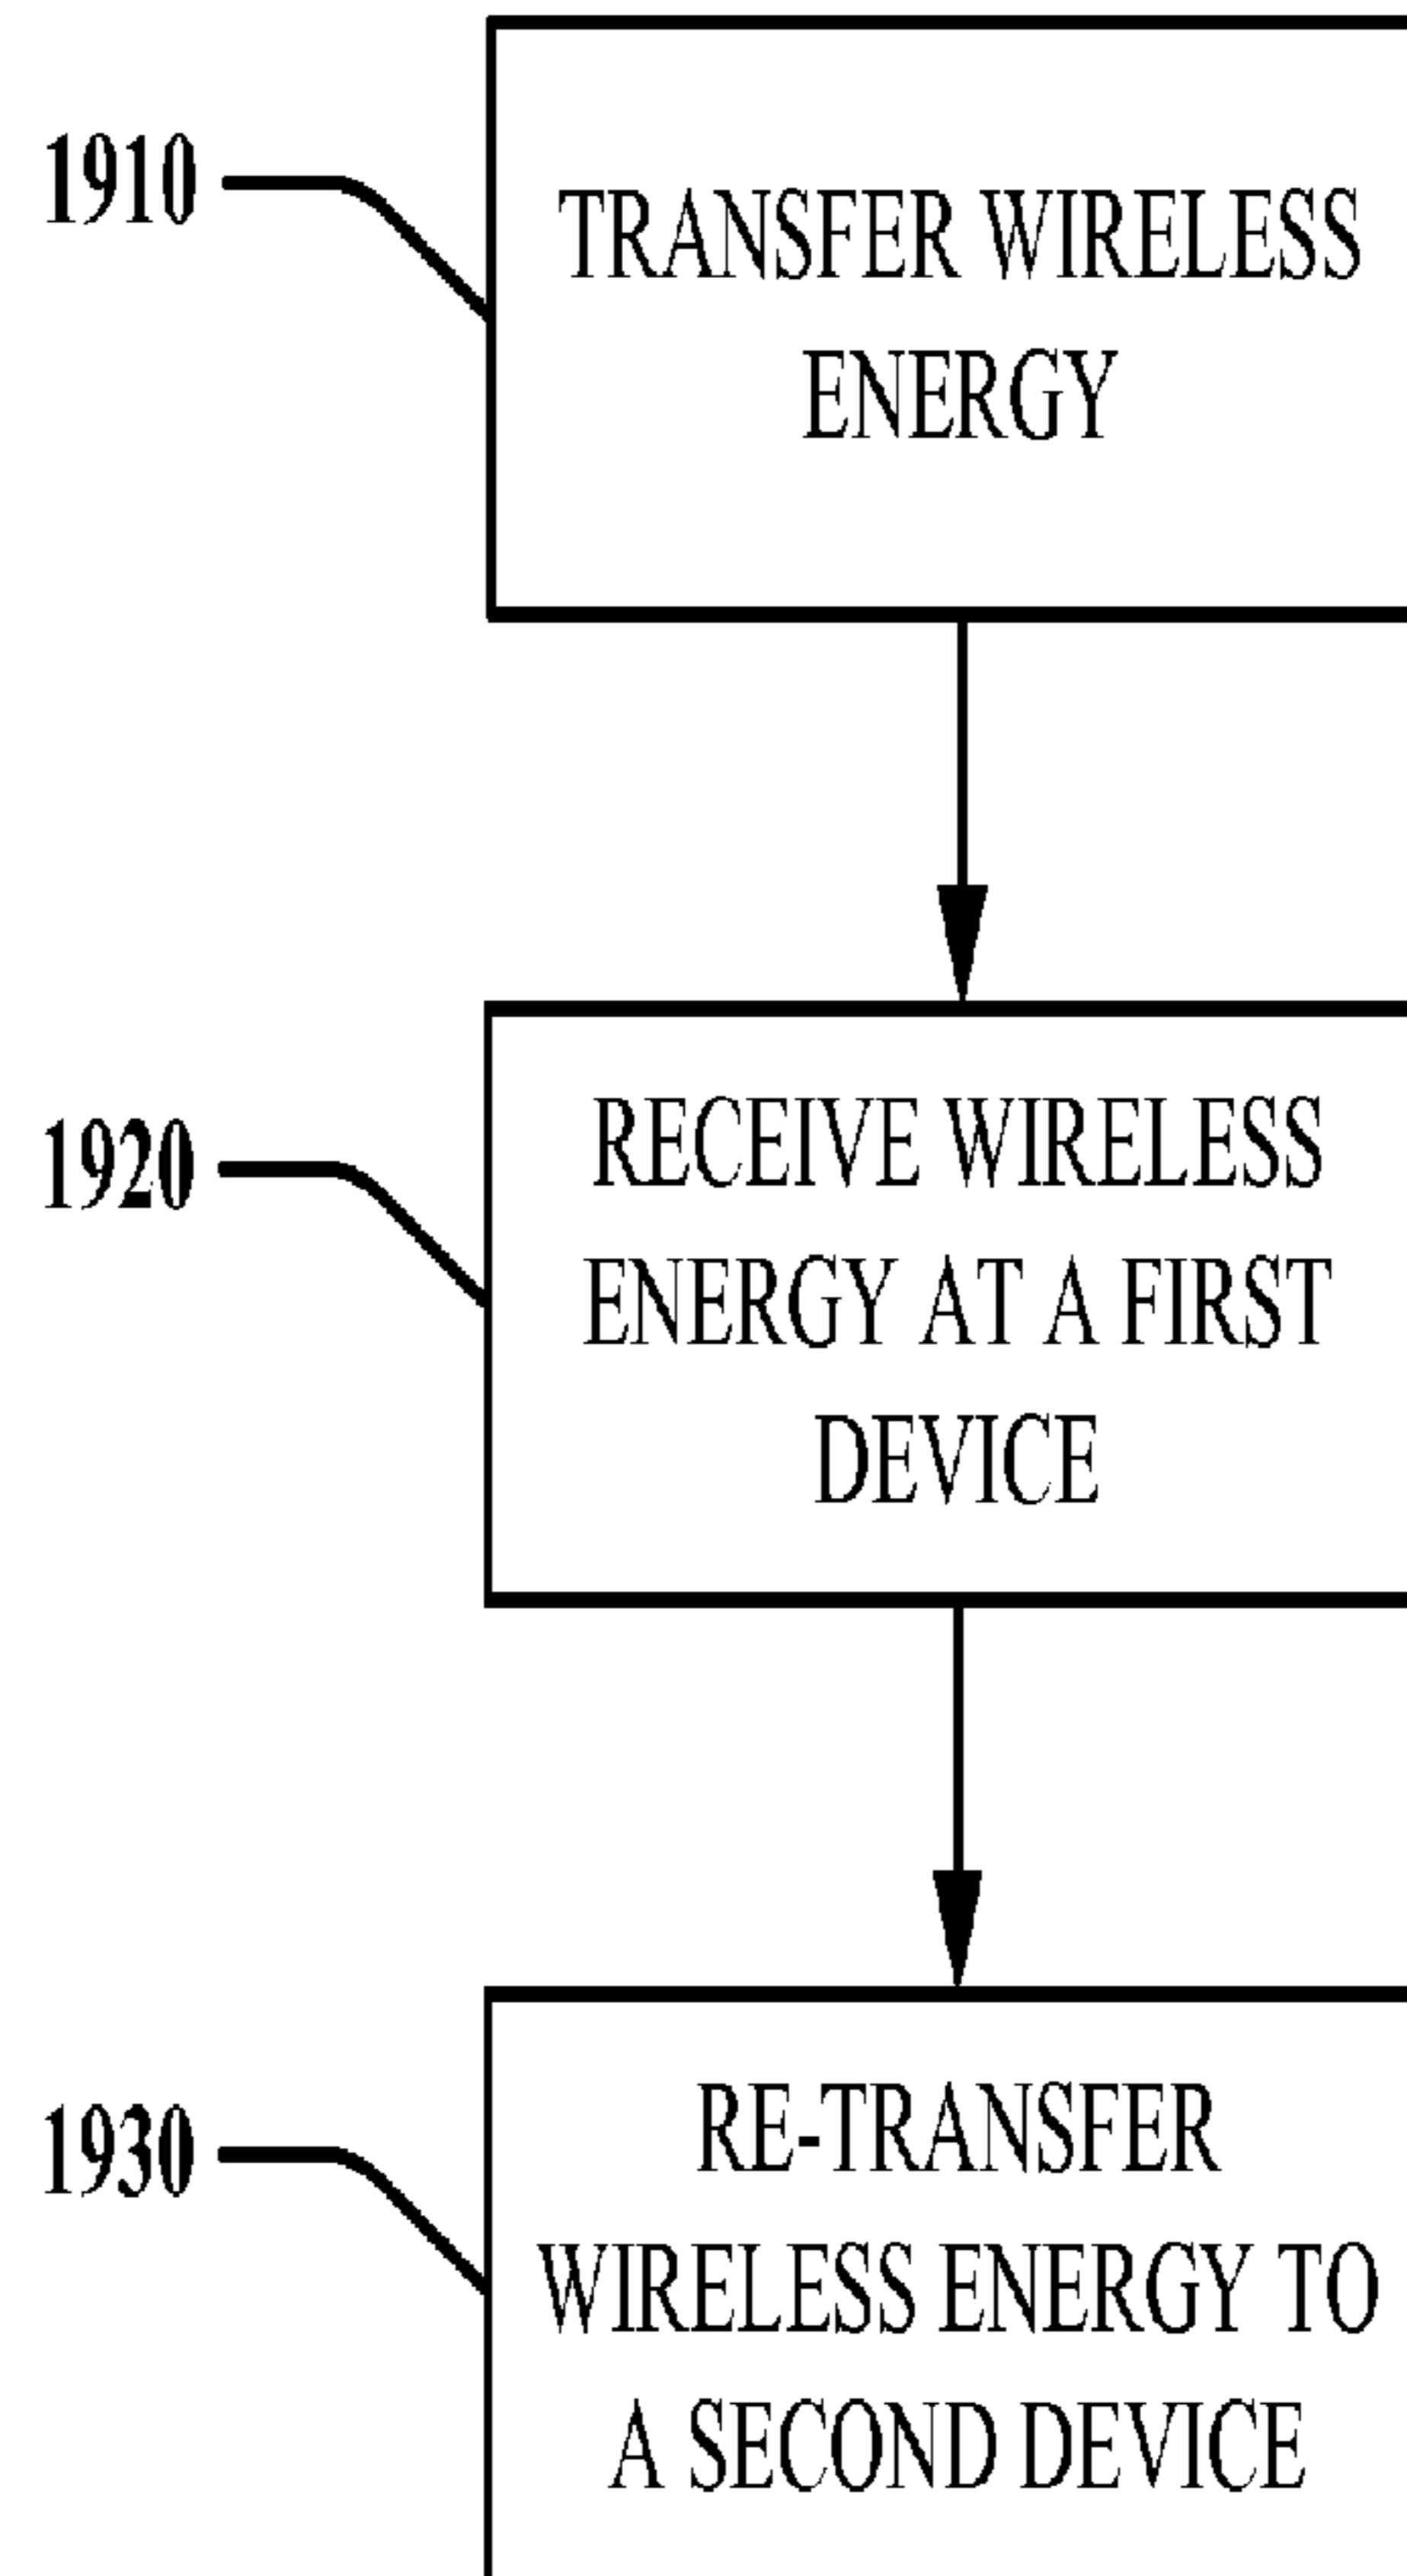 1910
TRANSFER WIRELESS
ENERGY
1920
RECEIVE WIRELESS
ENERGY AT A FIRST
DEVICE
1930
RE-TRANSFER
WIRELESS ENERGY TO
A SECOND DEVICE